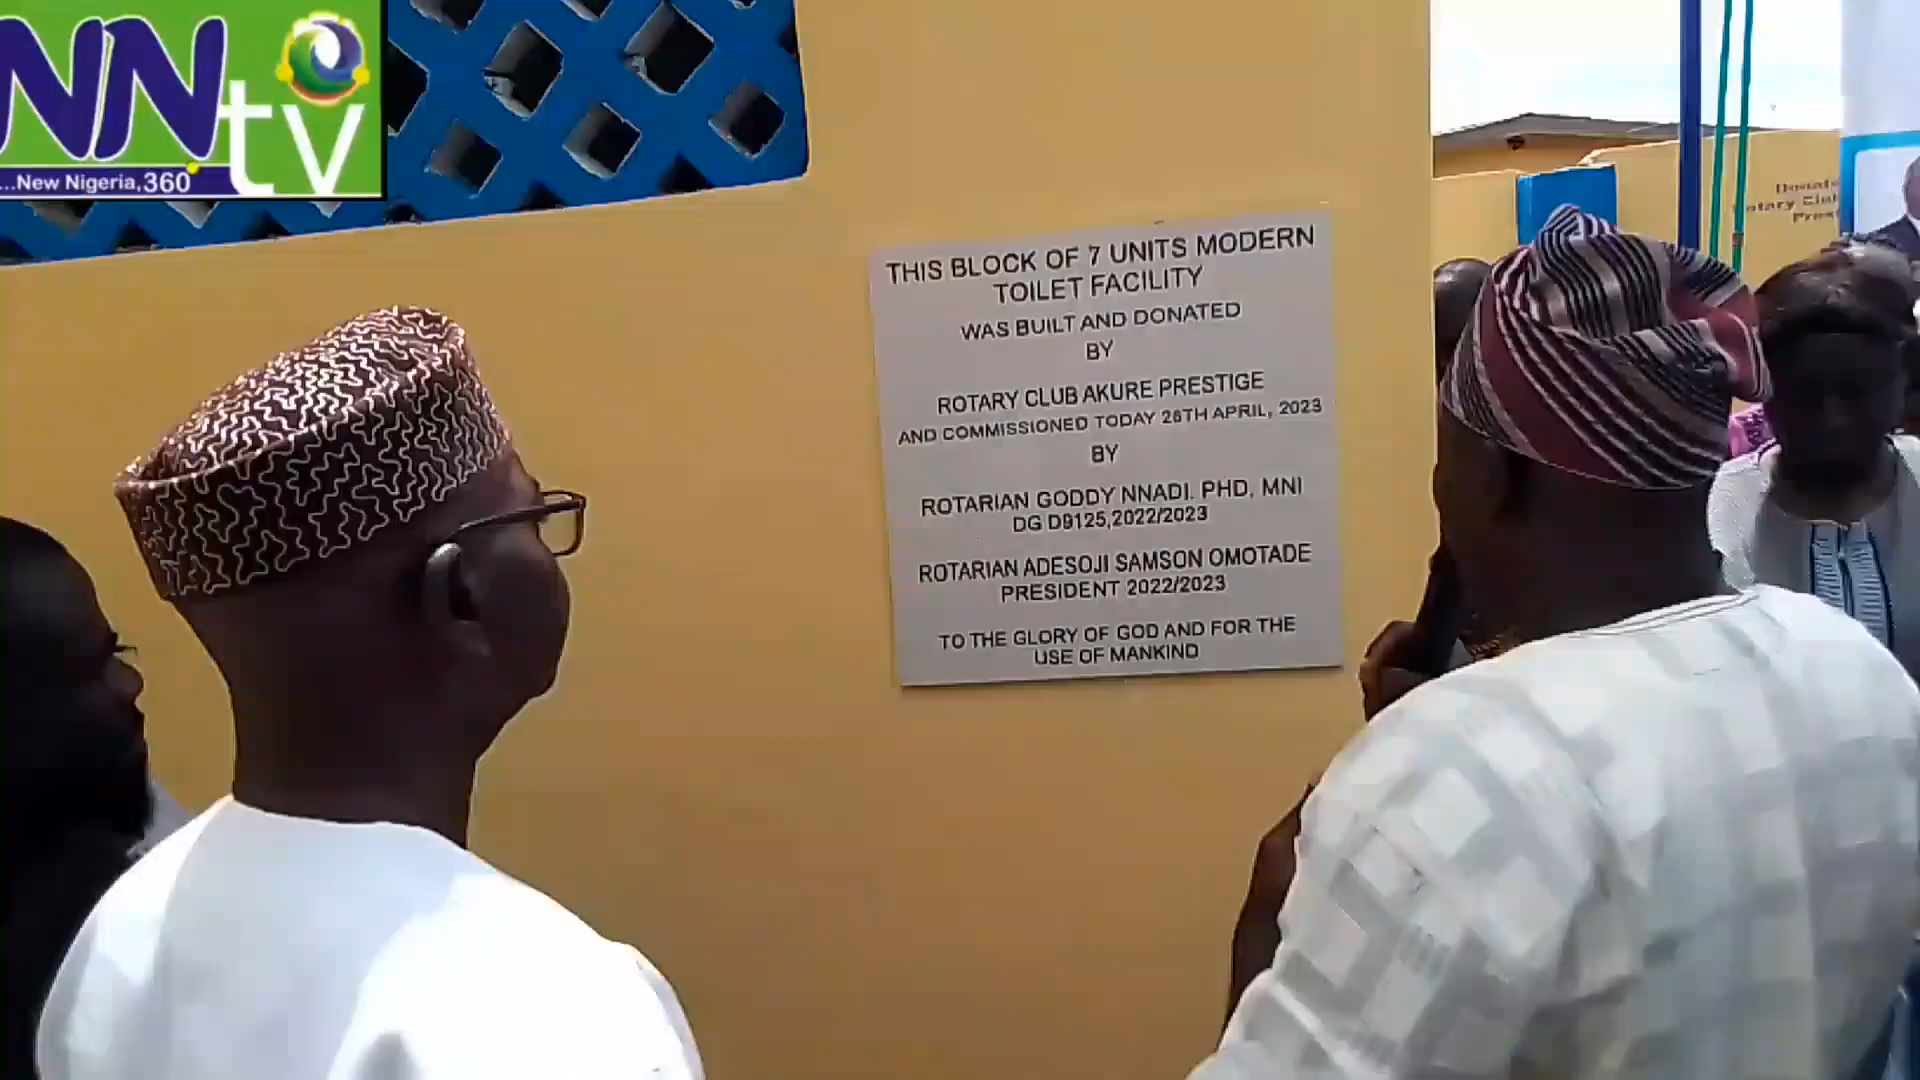 NN
tv
...New Nigeria,360
THIS BLOCK OF 7 UNITS MODERN
TOILET FACILITY
WAS BUILT AND DONATED
BY
ROTARY CLUB AKURE PRESTIGE
AND COMMISSIONED TODAY 26TH APRIL, 2023
BY
ROTARIAN GODDY NNADI. PHD, MNI
DG D9125,2022/2023
ROTARIAN ADESOJI SAMSON OMOTADE
PRESIDENT 2022/2023
TO THE GLORY OF GOD AND FOR THE
USE OF MANKIND